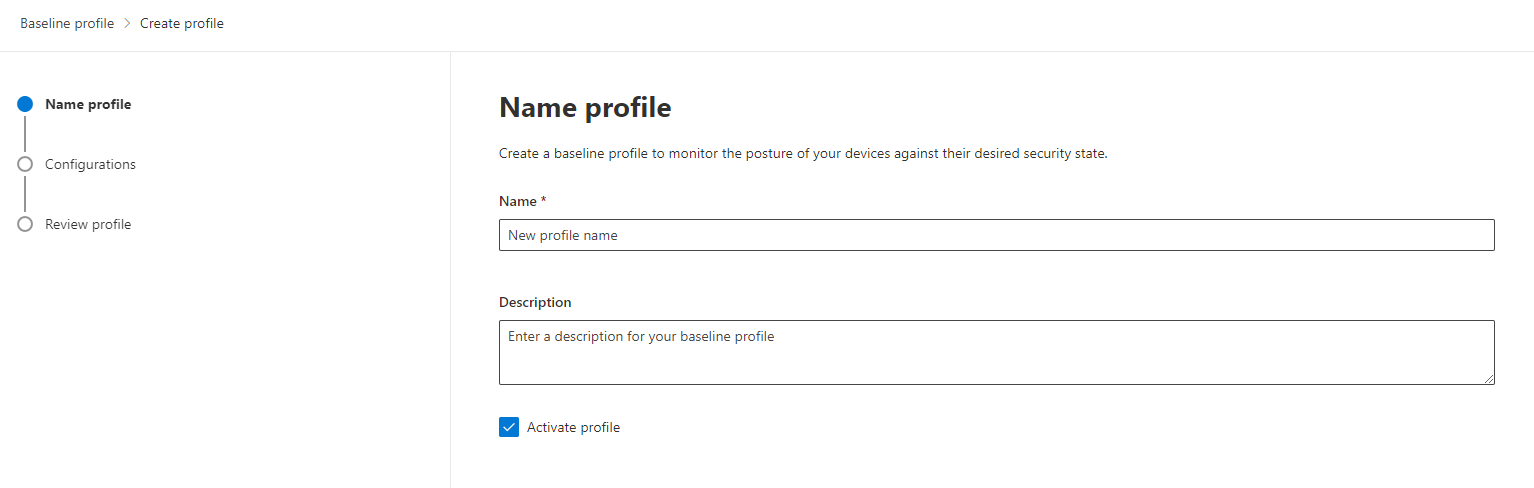 Baseline profile > Create profile
Name profile
Configurations
Review profile
Name profile
Create a baseline profile to monitor the posture of your devices against their desired security state.
Name *
New profile name
Description
Enter a description for your baseline profile
Activate profile